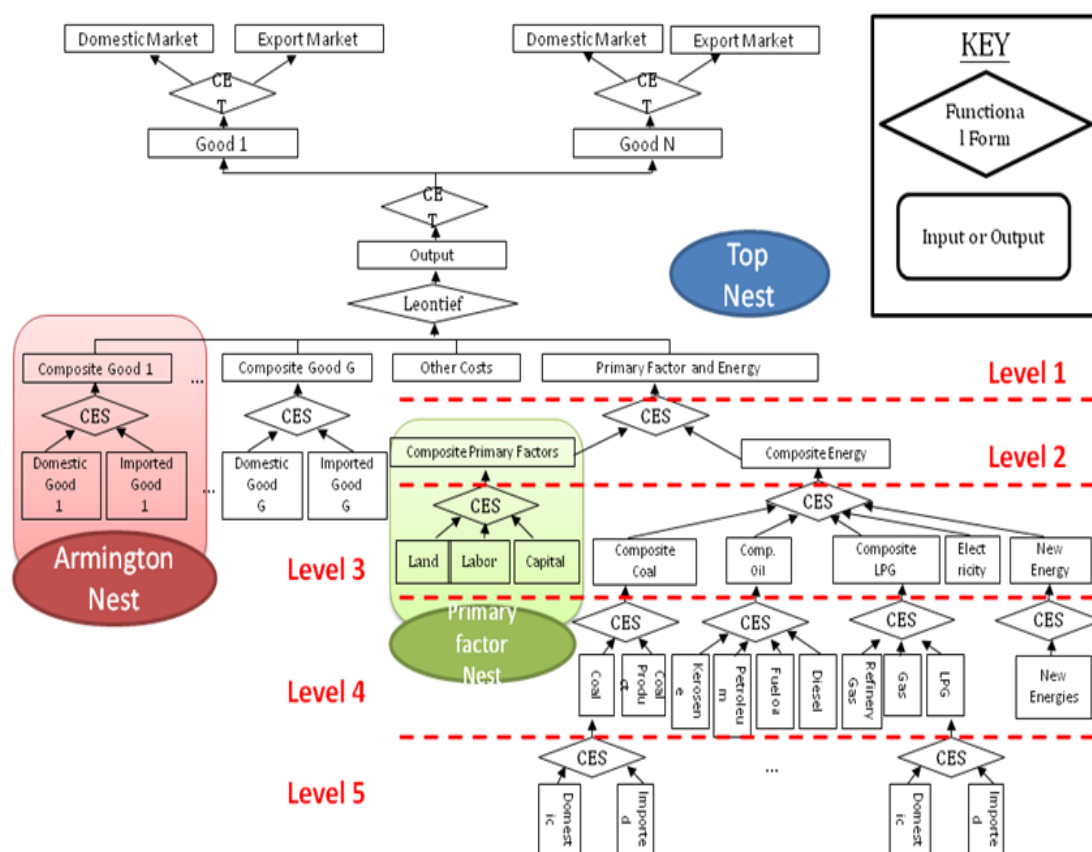 Domestic Market
Export Market
Domestic Market
Export Market
KEY
CE
T
CE
T
Functiona
l Form
Good 1
Good N
CE
T
Input or Output
Output
Top
Nest
Leontief
Composite Good 1
...
Composite Good G
Other Costs
Primary Factor and Energy
Level 1
CES
CES
CES
Domestic
Good
1
Imported
Good
1
...
Domestic
Good
G
Imported
Good G
Composite Primary Factors
Composite Energy
Level 2
CES
CES
Armington
Nest
Level 3
Land
Labor
Capital
Composite
Coal
Comp.
Oil
Composite
LPG
Elect
ricity
New
Energy
Primary
factor
Nest
CES
CES
CES
CES
Level 4
Coal
Coal
Produ
ct
Kerosen
e
Petroleu
m
Fueloa
Diesel
Refinery
Gas
Gas
LPG
New
Energies
Level 5
CES
...
CES
Domest
ic
Importe
d
Domest
ic
Importe
d